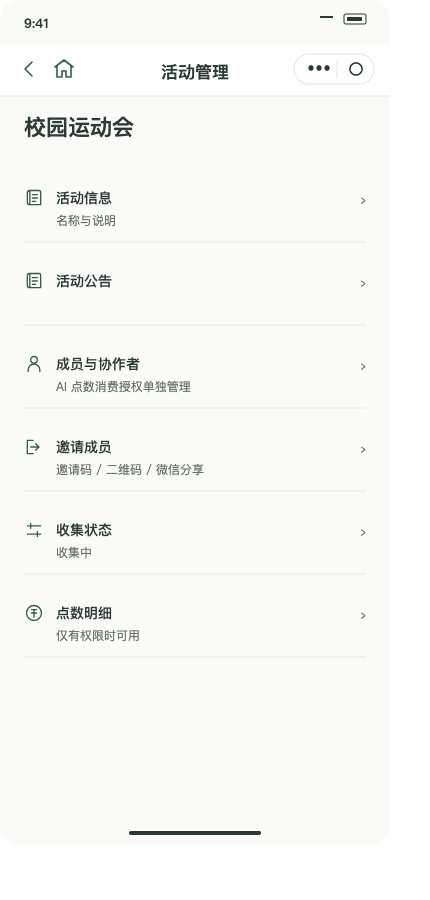 9:41
活动管理
校园运动会
活动信息
名称与说明
活动公告
成员与协作者
AI 点数消费授权单独管理
邀请成员
邀请码 / 二维码 / 微信分享
收集状态
收集中
点数明细
仅有权限时可用